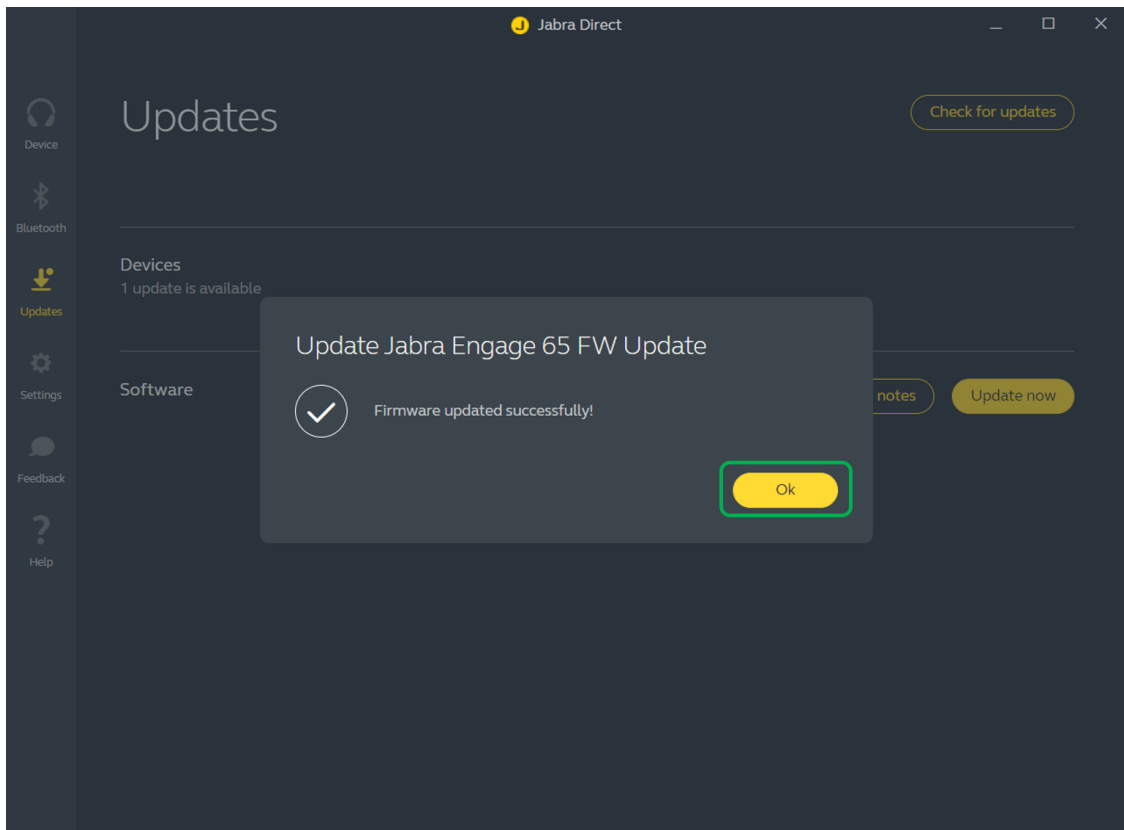 Jabra Direct
Device
Bluetooth
Updates
Settings
Feedback
Help
Updates
Check for updates
Devices
1 update is available
Software
notes
Update now
Update Jabra Engage 65 FW Update
Firmware updated successfully!
Ok